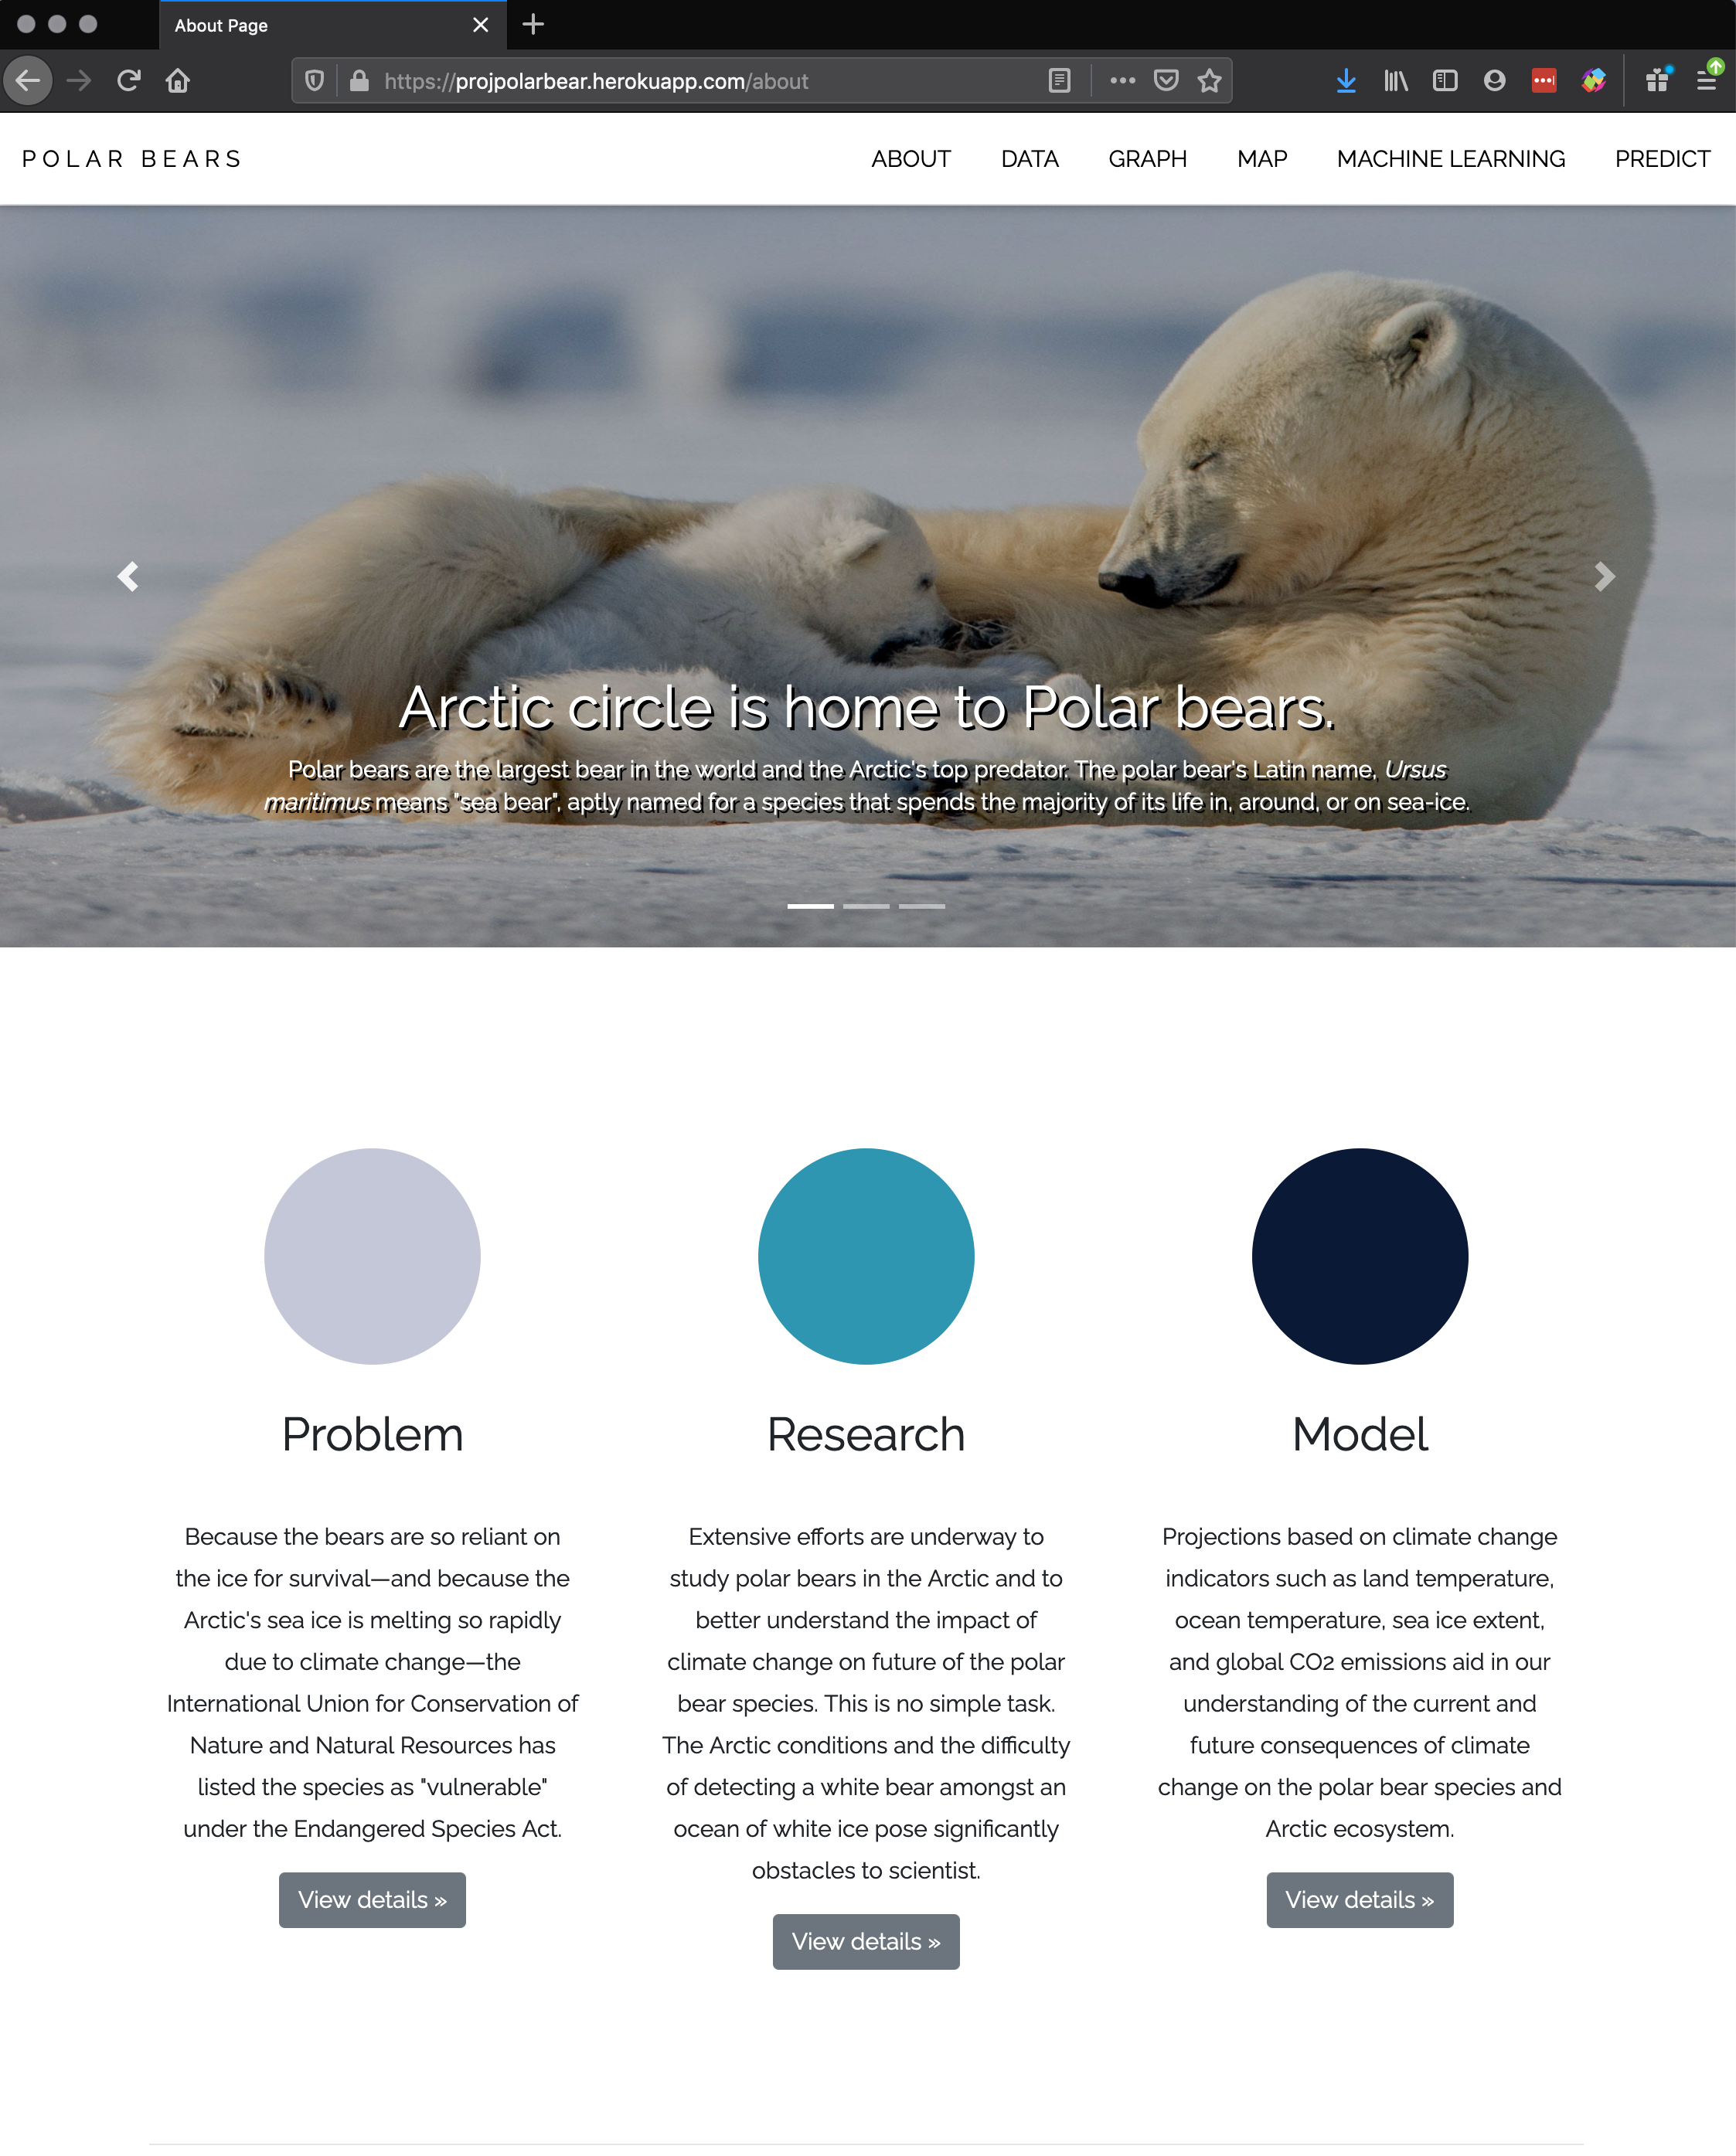 About Page
https://projpolarbear.herokuapp.com/about
POLAR BEARS
ABOUT DATA GRAPH MAP MACHINE LEARNING PREDICT
Arctic circle is home to Polar bears.
Polar bears are the largest bear in the world and the Arctic's top predator. The polar bear's Latin name, Ursus
maritimus means "sea bear", aptly named for a species that spends the majority of its life in, around, or on sea-ice.
Problem
Because the bears are so reliant on
the ice for survival—and because the
Arctic's sea ice is melting so rapidly
due to climate change—the
International Union for Conservation of
Nature and Natural Resources has
listed the species as "vulnerable"
under the Endangered Species Act.
View details »
Research
Extensive efforts are underway to
study polar bears in the Arctic and to
better understand the impact of
climate change on future of the polar
bear species. This is no simple task.
The Arctic conditions and the difficulty
of detecting a white bear amongst an
ocean of white ice pose significantly
obstacles to scientist.
View details »
Model
Projections based on climate change
indicators such as land temperature,
ocean temperature, sea ice extent,
and global CO2 emissions aid in our
understanding of the current and
future consequences of climate
change on the polar bear species and
Arctic ecosystem.
View details »